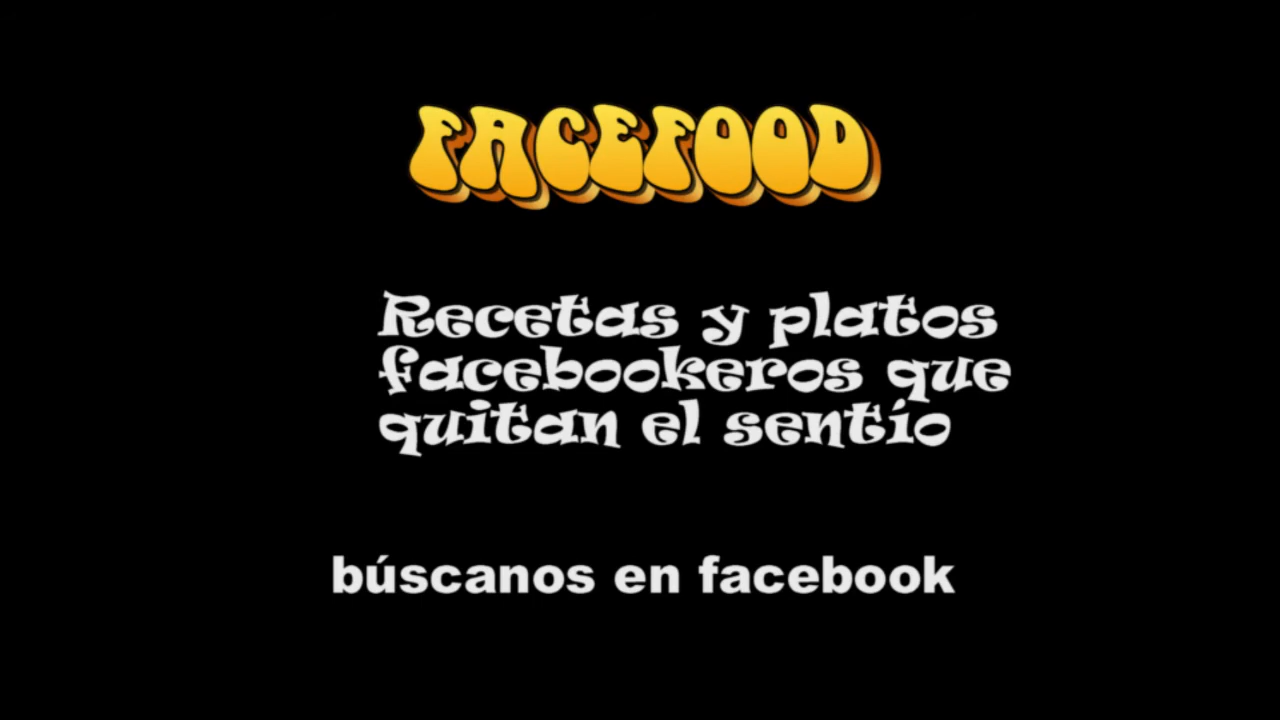 FACEFOOD
Recetas y platos
facebookeros que
quitan el sentío
búscanos en facebook